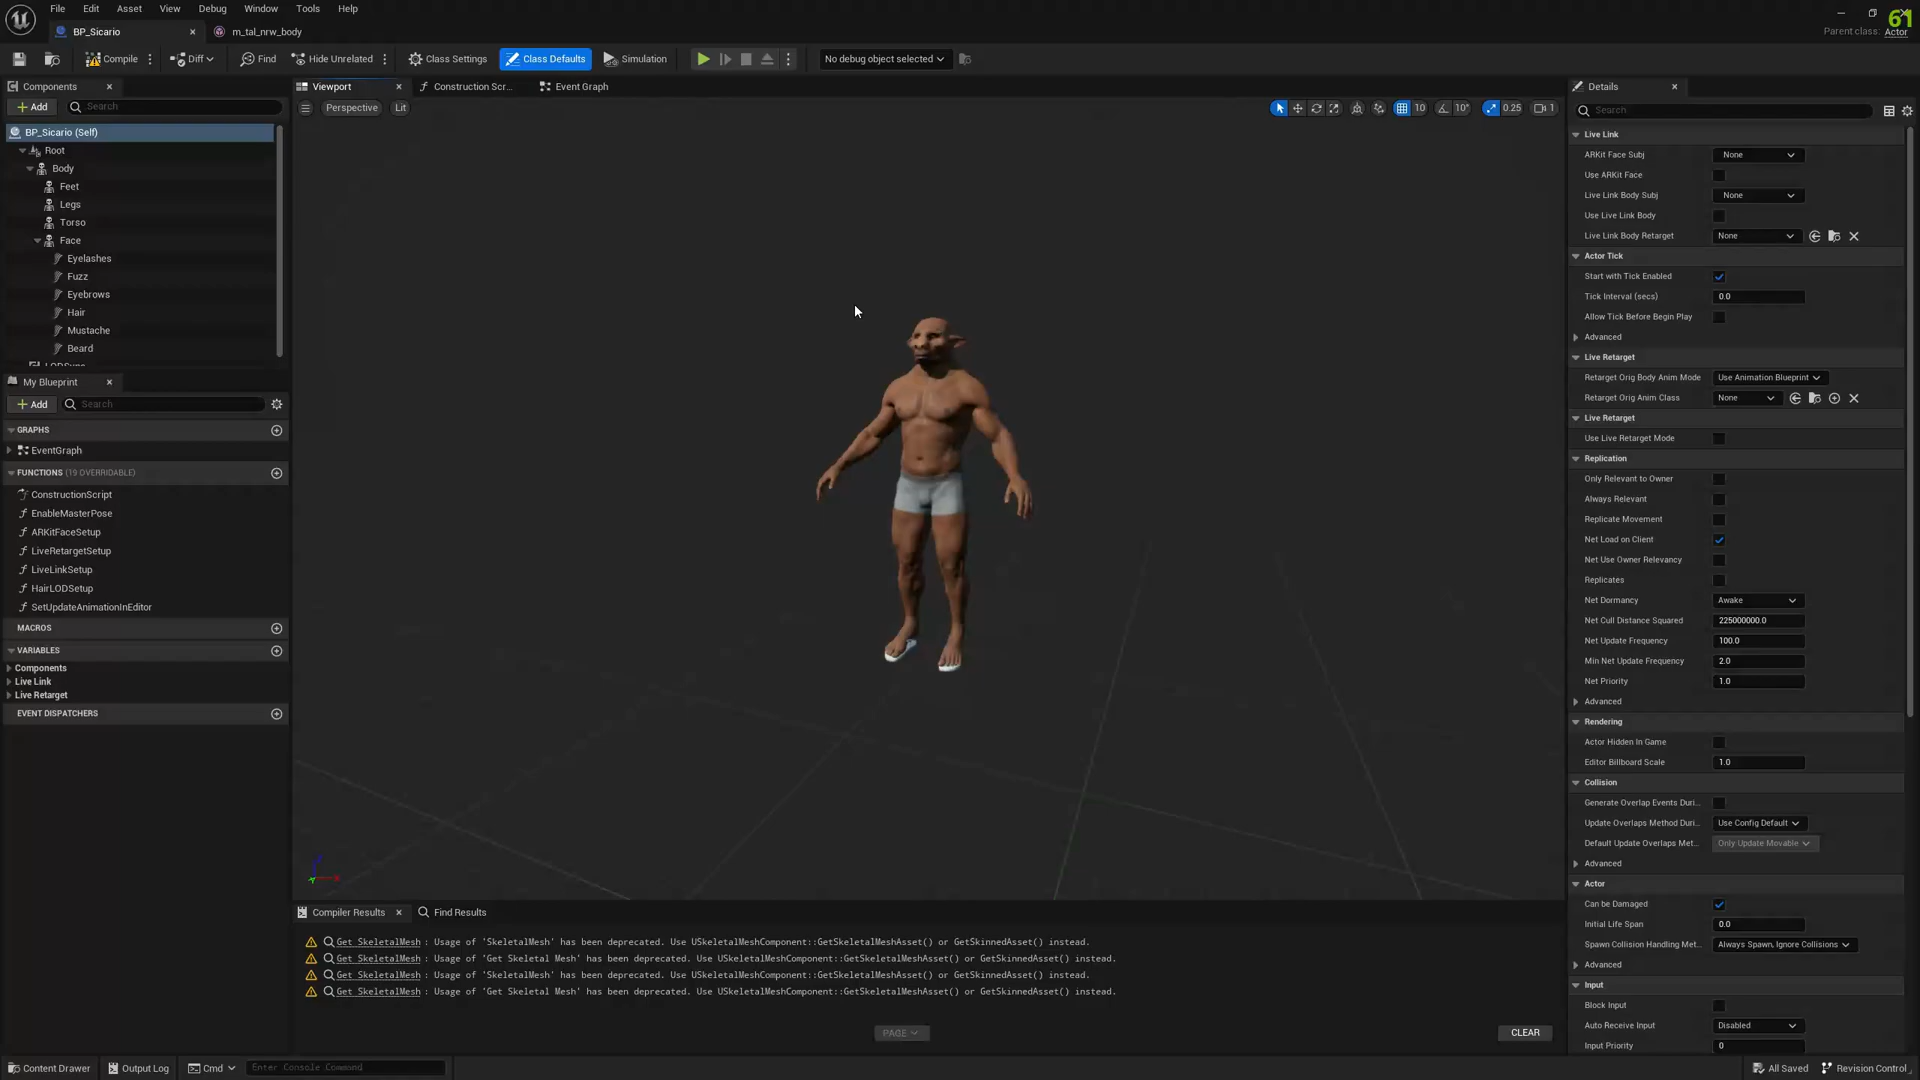 File Edit Asset View Debug Window Tools Help
61
BP_Sicario
m_tal_nrw_body
Parent class: Actor
Compile
Diff
Find
Hide Unrelated
Class Settings
Class Defaults
Simulation
No debug object selected
Components
Add
Search
BP_Sicario (Self)
Root
Body
Feet
Legs
Torso
Face
Eyelashes
Fuzz
Eyebrows
Hair
Mustache
Beard
My Blueprint
Add
Search
GRAPHS
EventGraph
FUNCTIONS (19 OVERRIDABLE)
ConstructionScript
EnableMasterPose
ARKitFaceSetup
LiveRetargetSetup
LiveLinkSetup
HairLODSetup
SetUpdateAnimationInEditor
MACROS
VARIABLES
Components
Live Link
Live Retarget
EVENT DISPATCHERS
Viewport
Construction Scr...
Event Graph
Perspective
Lit
10
10°
0.25
1
Compiler Results
Find Results
Get SkeletalMesh : Usage of 'SkeletalMesh' has been deprecated. Use USkeletalMeshComponent::GetSkeletalMeshAsset() or GetSkinnedAsset() instead.
Get SkeletalMesh : Usage of 'Get Skeletal Mesh' has been deprecated. Use USkeletalMeshComponent::GetSkeletalMeshAsset() or GetSkinnedAsset() instead.
Get SkeletalMesh : Usage of 'SkeletalMesh' has been deprecated. Use USkeletalMeshComponent::GetSkeletalMeshAsset() or GetSkinnedAsset() instead.
Get SkeletalMesh : Usage of 'Get Skeletal Mesh' has been deprecated. Use USkeletalMeshComponent::GetSkeletalMeshAsset() or GetSkinnedAsset() instead.
PAGE
CLEAR
Details
Search
Live Link
ARKit Face Subj None
Use ARKit Face
Live Link Body Subj None
Use Live Link Body
Live Link Body Retarget None
Actor Tick
Start with Tick Enabled
Tick Interval (secs) 0.0
Allow Tick Before Begin Play
Advanced
Live Retarget
Retarget Orig Body Anim Mode Use Animation Blueprint
Retarget Orig Anim Class None
Live Retarget
Use Live Retarget Mode
Replication
Only Relevant to Owner
Always Relevant
Replicate Movement
Net Load on Client
Net Use Owner Relevancy
Replicates
Net Dormancy Awake
Net Cull Distance Squared 225000000.0
Net Update Frequency 100.0
Min Net Update Frequency 2.0
Net Priority 1.0
Advanced
Rendering
Actor Hidden In Game
Editor Billboard Scale 1.0
Collision
Generate Overlap Events Duri...
Update Overlaps Method Duri... Use Config Default
Default Update Overlaps Met... Only Update Movable
Advanced
Actor
Can be Damaged
Initial Life Span 0.0
Spawn Collision Handling Met... Always Spawn, Ignore Collisions
Advanced
Input
Block Input
Auto Receive Input Disabled
Input Priority 0
Content Drawer
Output Log
Cmd
Enter Console Command
All Saved
Revision Control